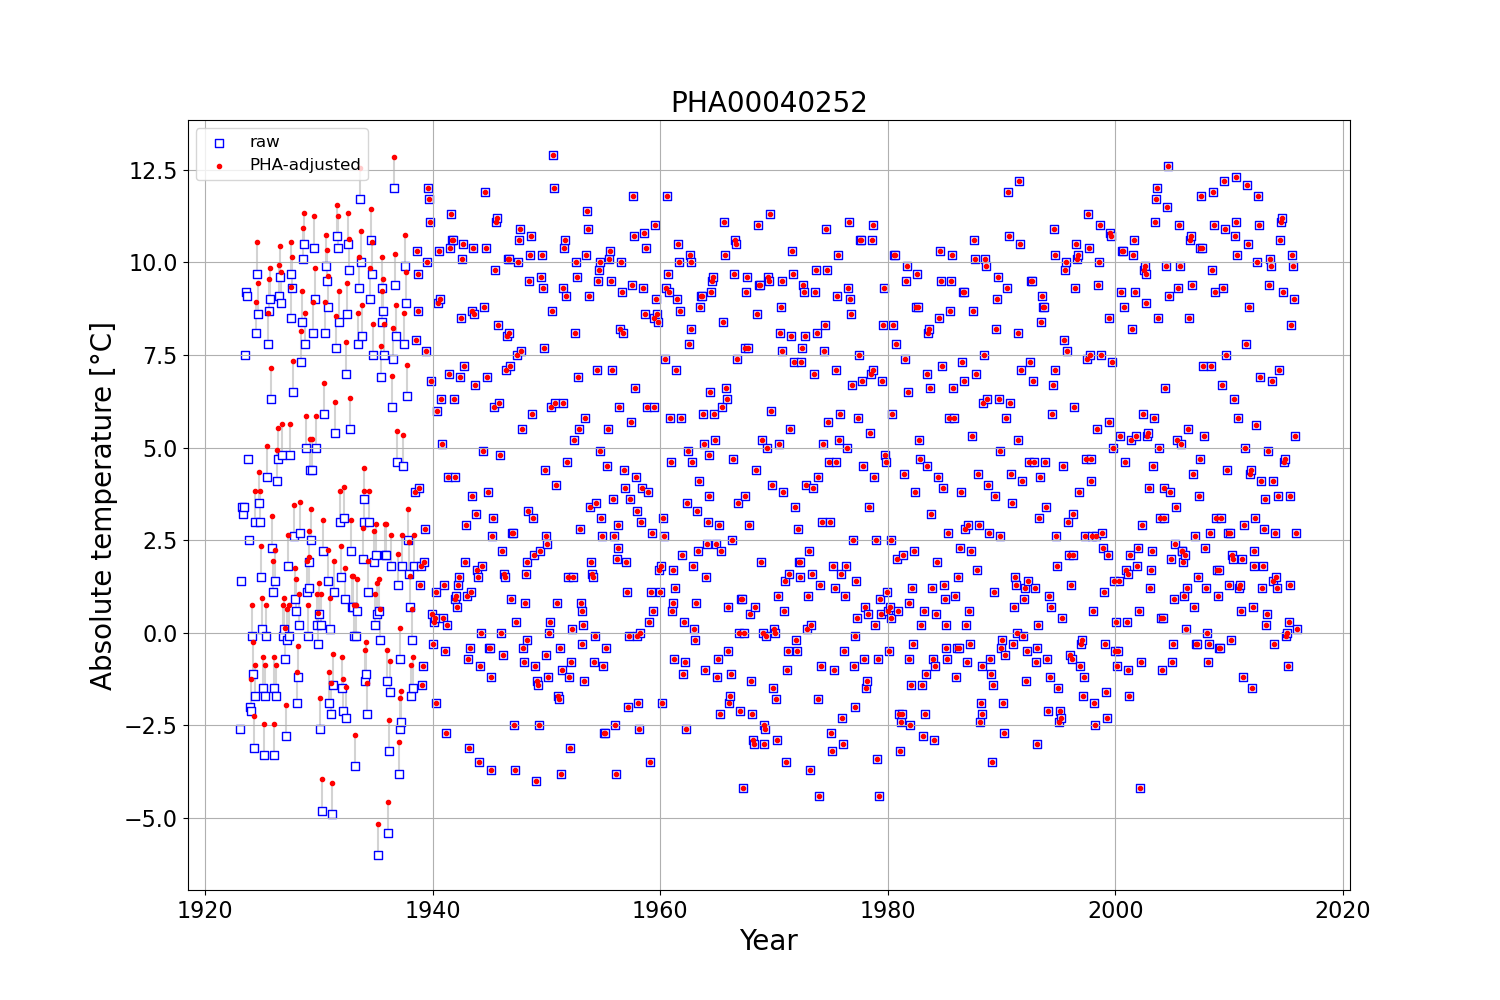 PHA00040252
raw
PHA-adjusted
12.5
10.0
7.5
5.0
2.5
0.0
−2.5
−5.0
Absolute temperature [°C]
1920 1940 1960 1980 2000 2020
Year